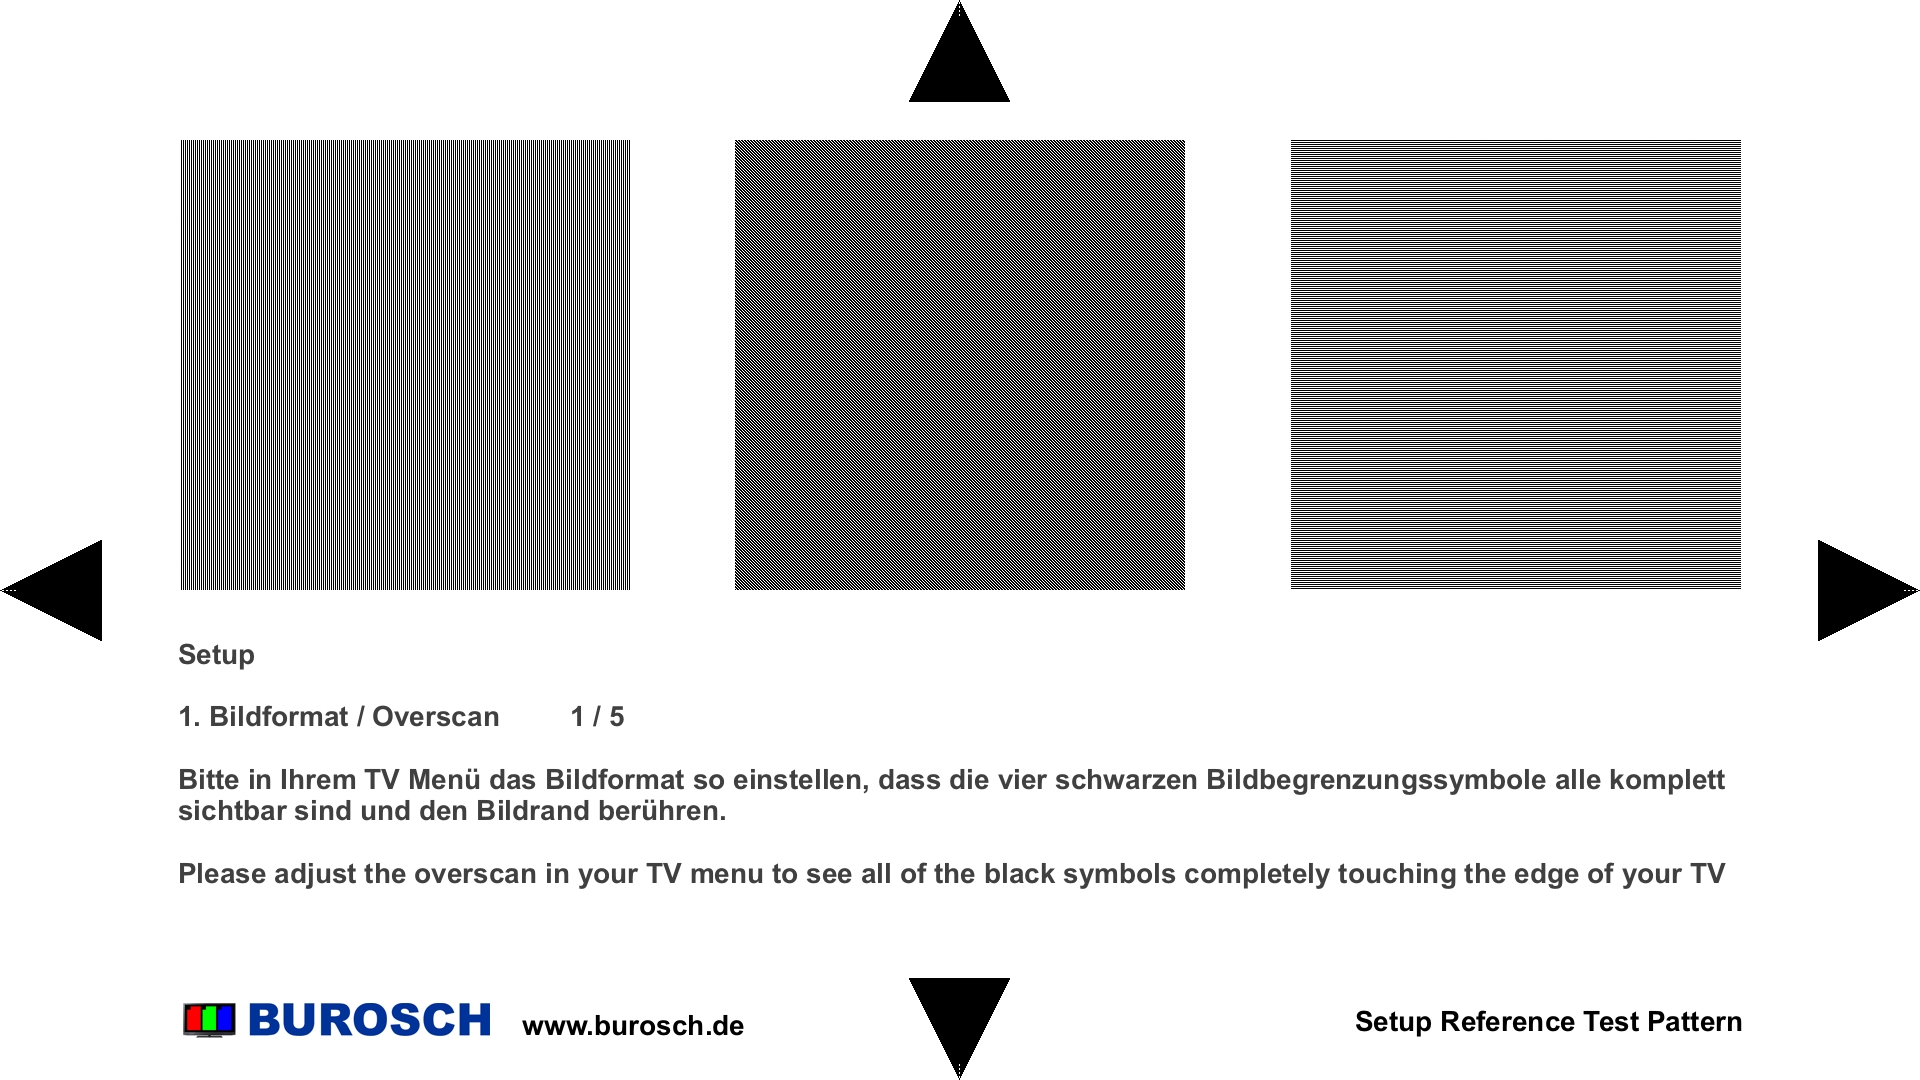 Setup
1. Bildformat / Overscan 1 / 5
Bitte in Ihrem TV Menü das Bildformat so einstellen, dass die vier schwarzen Bildbegrenzungssymbole alle komplett
sichtbar sind und den Bildrand berühren.
Please adjust the overscan in your TV menu to see all of the black symbols completely touching the edge of your TV
BUROSCH www.burosch.de
Setup Reference Test Pattern